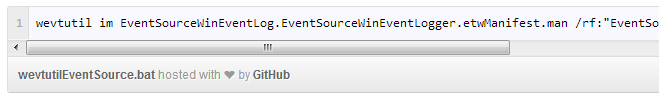 1 wevtutil im EventSourceWinEventLog.EventSourceWinEventLogger.etwManifest.man /rf:"EventSo
wevtutilEventSource.bat hosted with ❤ by GitHub